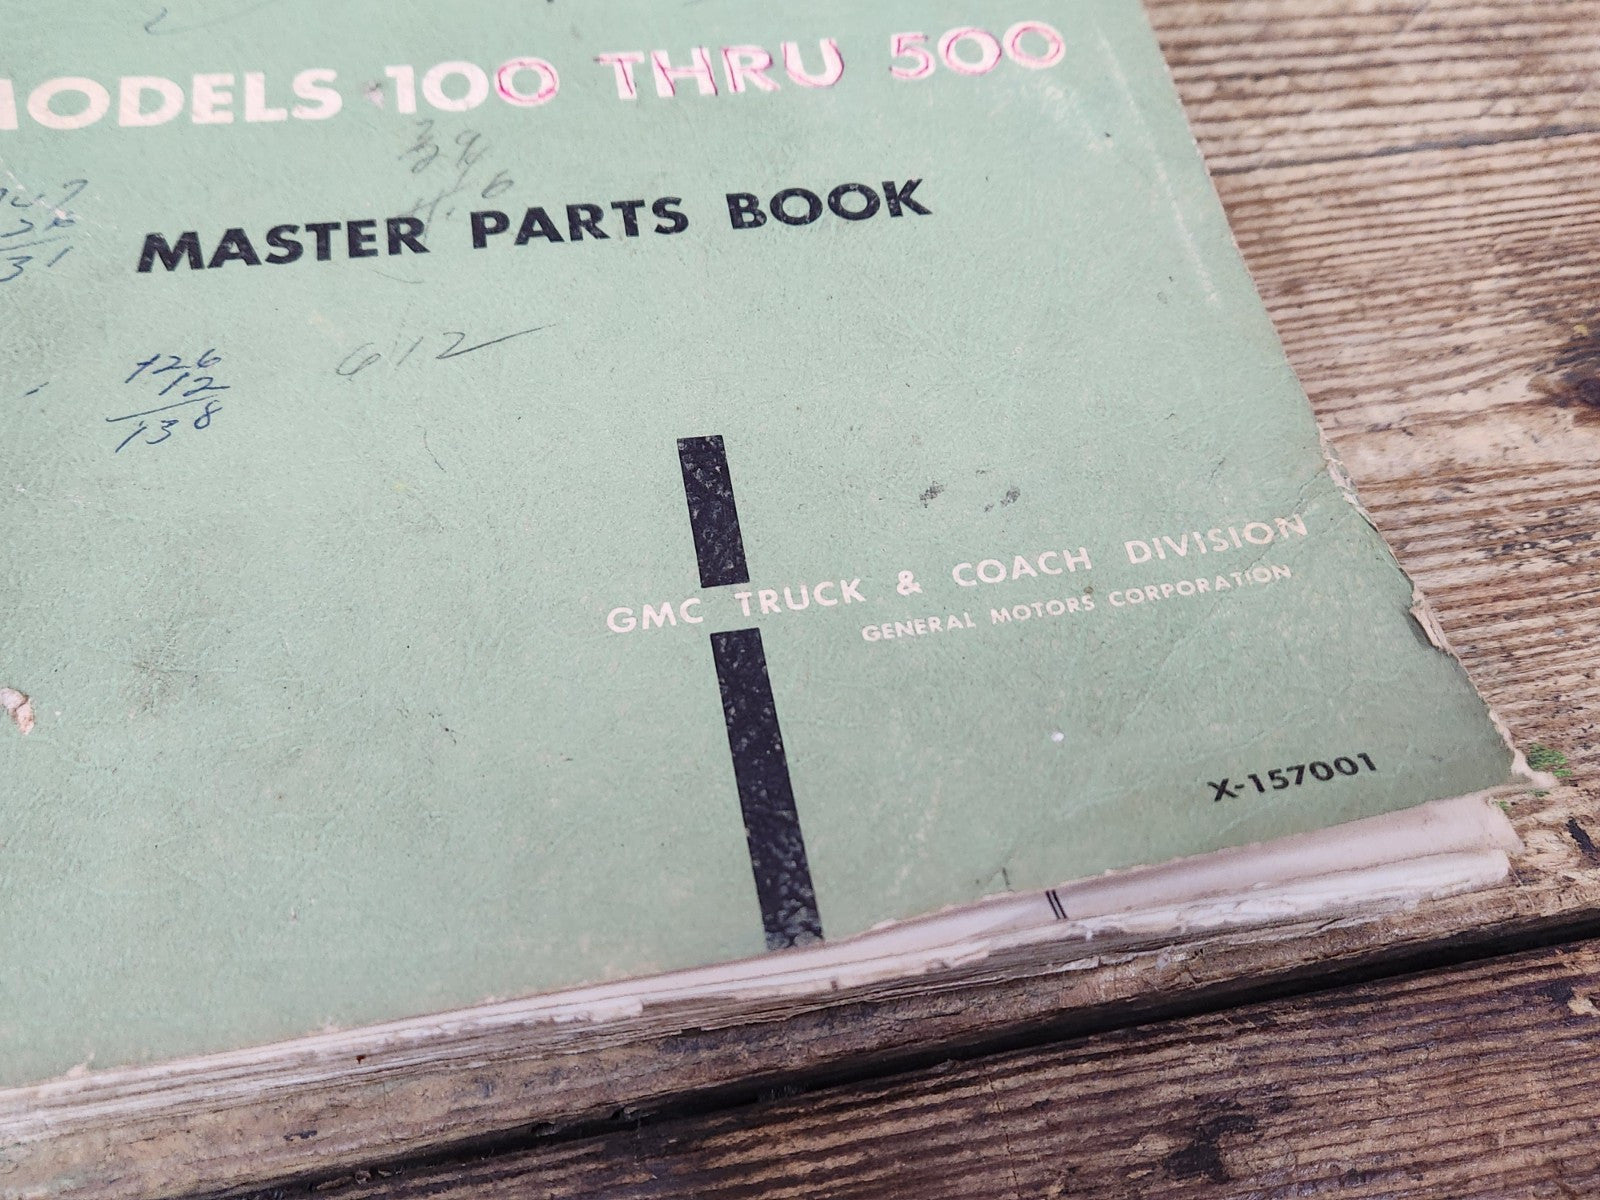 MODELS 100 THRU 500
MASTER PARTS BOOK
126
12
138
612
GMC TRUCK & COACH DIVISION
GENERAL MOTORS CORPORATION
X-157001